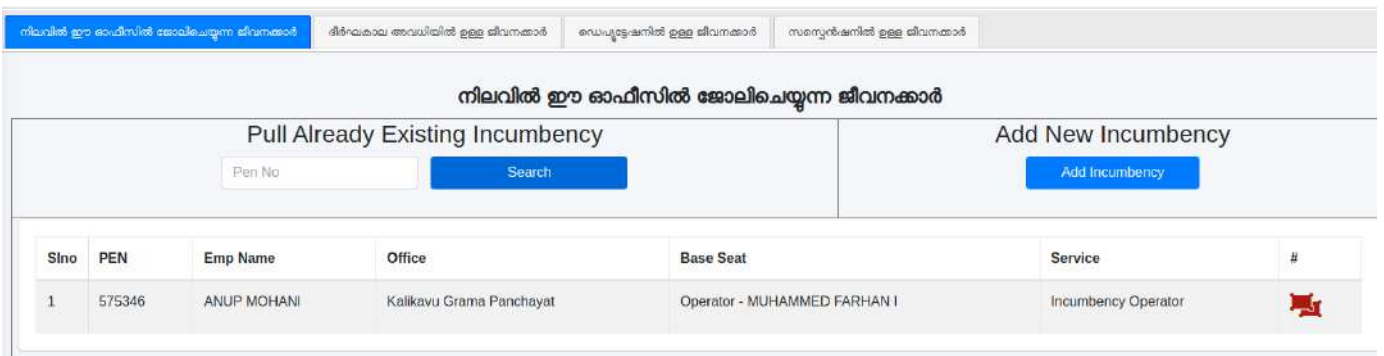 നിലവിൽ ഈ ഓഫീസിൽ ജോലിചെയ്യുന്ന ജീവനക്കാർ ദീർഘകാല അവധിയിൽ ഉള്ള ജീവനക്കാർ ഡെപ്യൂട്ടേഷനിൽ ഉള്ള ജീവനക്കാർ സസ്പെൻഷനിൽ ഉള്ള ജീവനക്കാർ
നിലവിൽ ഈ ഓഫീസിൽ ജോലിചെയ്യുന്ന ജീവനക്കാർ
Pull Already Existing Incumbency Add New Incumbency
Pen No Search Add Incumbency
Slno PEN Emp Name Office Base Seat Service #
1 575346 ANUP MOHANI Kalikavu Grama Panchayat Operator - MUHAMMED FARHAN I Incumbency Operator